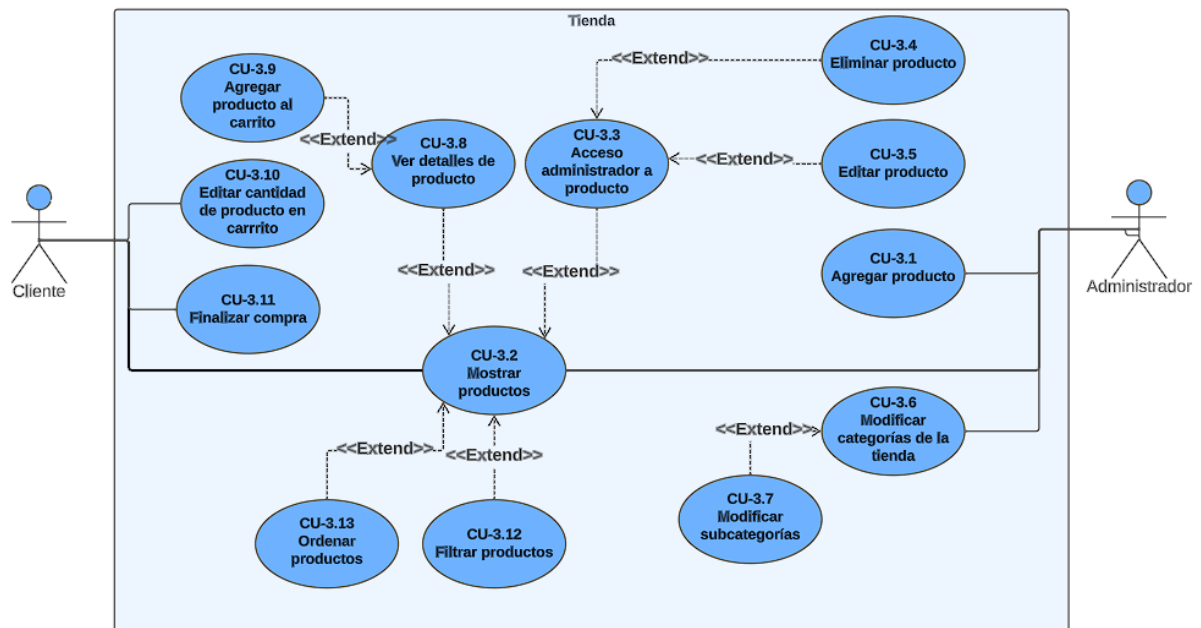 Tienda
CU-3.9
Agregar
producto al
carrito
<<Extend>>
CU-3.4
Eliminar producto
<<Extend>>
CU-3.8
Ver detalles de
producto
CU-3.3
Acceso
administrador a
producto
<<Extend>>
CU-3.5
Editar producto
CU-3.10
Editar cantidad
de producto en
carrrito
Cliente
<<Extend>>
<<Extend>>
CU-3.1
Agregar producto
Administrador
CU-3.11
Finalizar compra
CU-3.2
Mostrar
productos
<<Extend>>
<<Extend>>
<<Extend>>
CU-3.6
Modificar
categorías de la
tienda
CU-3.13
Ordenar
productos
CU-3.12
Filtrar productos
CU-3.7
Modificar
subcategorías